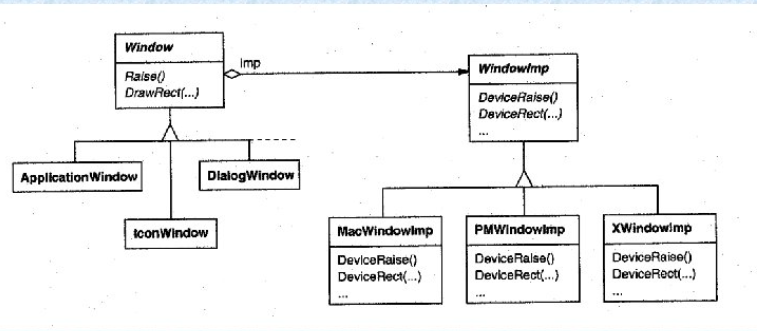 Window
Raise()
DrawRect(...)
Imp
WindowImp
DeviceRaise()
DeviceRect(...)
...
ApplicationWindow
DialogWindow
IconWindow
MacWindowImp
DeviceRaise()
DeviceRect(...)
...
PMWindowImp
DeviceRaise()
DeviceRect(...)
...
XWindowImp
DeviceRaise()
DeviceRect(...)
...